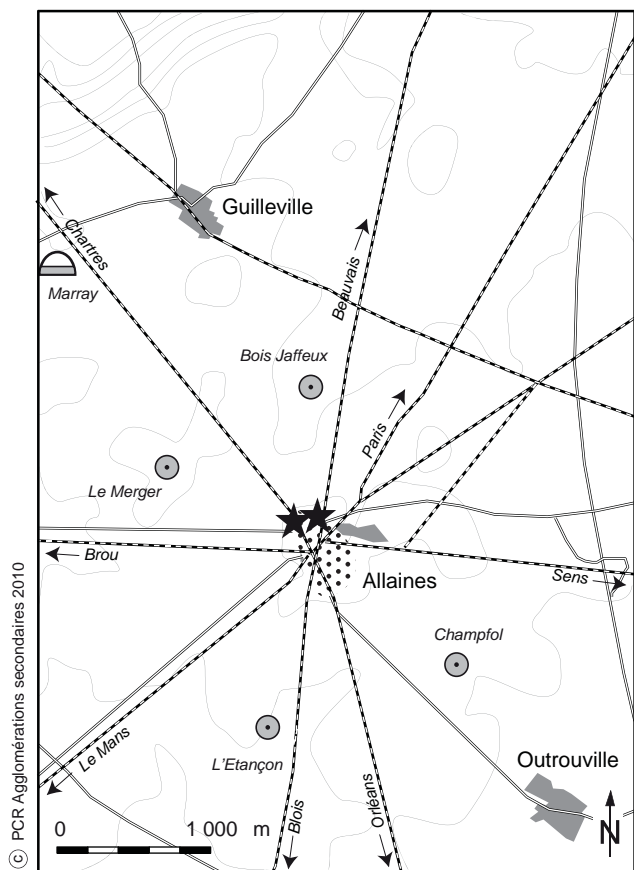 Guilleville
Chartres
Marray
Beauvais
Bois Jaffeux
Paris
Le Merger
Brou
Allaines
Sens
Champfol
Le Mans
L'Etançon
Outrouville
Blois
Orléans
0 1 000 m
N
© PCR Agglomérations secondaires 2010